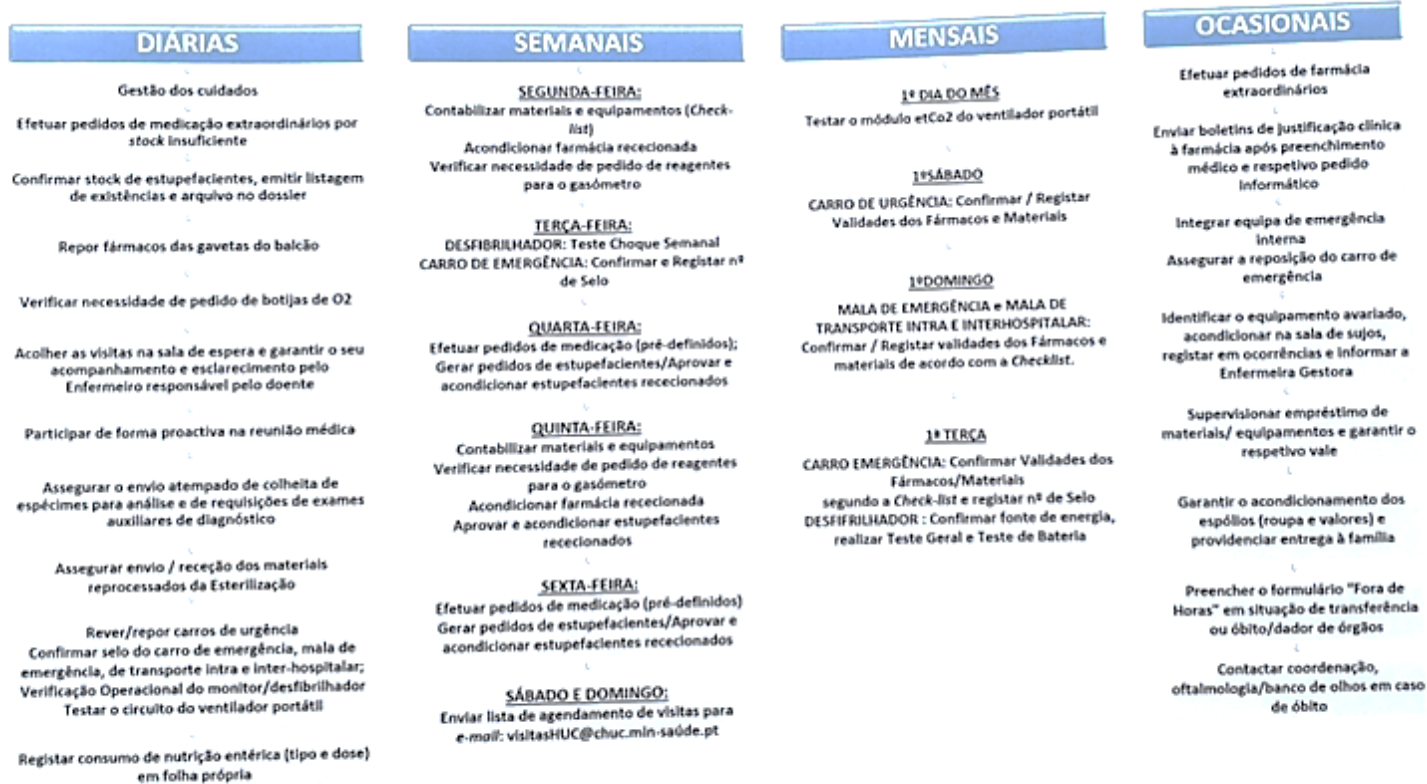 DIÁRIAS
Gestão dos cuidados
Efetuar pedidos de medicação extraordinários por
stock insuficiente
Confirmar stock de estupefacientes, emitir listagem
de existências e arquivo no dossier
Repor fármacos das gavetas do balcão
Verificar necessidade de pedido de botijas de O2
Acolher as visitas na sala de espera e garantir o seu
acompanhamento e esclarecimento pelo
Enfermeiro responsável pelo doente
Participar de forma proactiva na reunião médica
Assegurar o envio atempado de colheita de
espécimes para análise e de requisições de exames
auxiliares de diagnóstico
Assegurar envio / receção dos materiais
reprocessados da Esterilização
Rever/repor carros de urgência
Confirmar selo do carro de emergência, mala de
emergência, de transporte intra e inter-hospitalar;
Verificação Operacional do monitor/desfibrilhador
Testar o circuito do ventilador portátil
Registar consumo de nutrição entérica (tipo e dose)
em folha própria
SEMANAIS
SEGUNDA-FEIRA:
Contabilizar materiais e equipamentos (Check-
list)
Acondicionar farmácia rececionada
Verificar necessidade de pedido de reagentes
para o gasómetro
TERÇA-FEIRA:
DESFIBRILHADOR: Teste Choque Semanal
CARRO DE EMERGÊNCIA: Confirmar e Registar nº
de Selo
QUARTA-FEIRA:
Efetuar pedidos de medicação (pré-definidos);
Gerar pedidos de estupefacientes/Aprovar e
acondicionar estupefacientes rececionados
QUINTA-FEIRA:
Contabilizar materiais e equipamentos
Verificar necessidade de pedido de reagentes
para o gasómetro
Acondicionar farmácia rececionada
Aprovar e acondicionar estupefacientes
rececionados
SEXTA-FEIRA:
Efetuar pedidos de medicação (pré-definidos)
Gerar pedidos de estupefacientes/Aprovar e
acondicionar estupefacientes rececionados
SÁBADO E DOMINGO:
Enviar lista de agendamento de visitas para
e-mail: visitasHUC@chuc.min-saúde.pt
MENSAIS
1º DIA DO MÊS
Testar o módulo etCo2 do ventilador portátil
1ºSÁBADO
CARRO DE URGÊNCIA: Confirmar / Registar
Validades dos Fármacos e Materiais
1ºDOMINGO
MALA DE EMERGÊNCIA e MALA DE
TRANSPORTE INTRA E INTERHOSPITALAR:
Confirmar / Registar validades dos Fármacos e
materiais de acordo com a Checklist.
1ª TERÇA
CARRO EMERGÊNCIA: Confirmar Validades dos
Fármacos/Materiais
segundo a Check-list e registar nº de Selo
DESFIFRILHADOR : Confirmar fonte de energia,
realizar Teste Geral e Teste de Bateria
OCASIONAIS
Efetuar pedidos de farmácia
extraordinários
Enviar boletins de justificação clínica
à farmácia após preenchimento
médico e respetivo pedido
informático
Integrar equipa de emergência
interna
Assegurar a reposição do carro de
emergência
Identificar o equipamento avariado,
acondicionar na sala de sujos,
registar em ocorrências e informar a
Enfermeira Gestora
Supervisionar empréstimo de
materiais/ equipamentos e garantir o
respetivo vale
Garantir o acondicionamento dos
espólios (roupa e valores) e
providenciar entrega à família
Preencher o formulário "Fora de
Horas" em situação de transferência
ou óbito/dador de órgãos
Contactar coordenação,
oftalmologia/banco de olhos em caso
de óbito